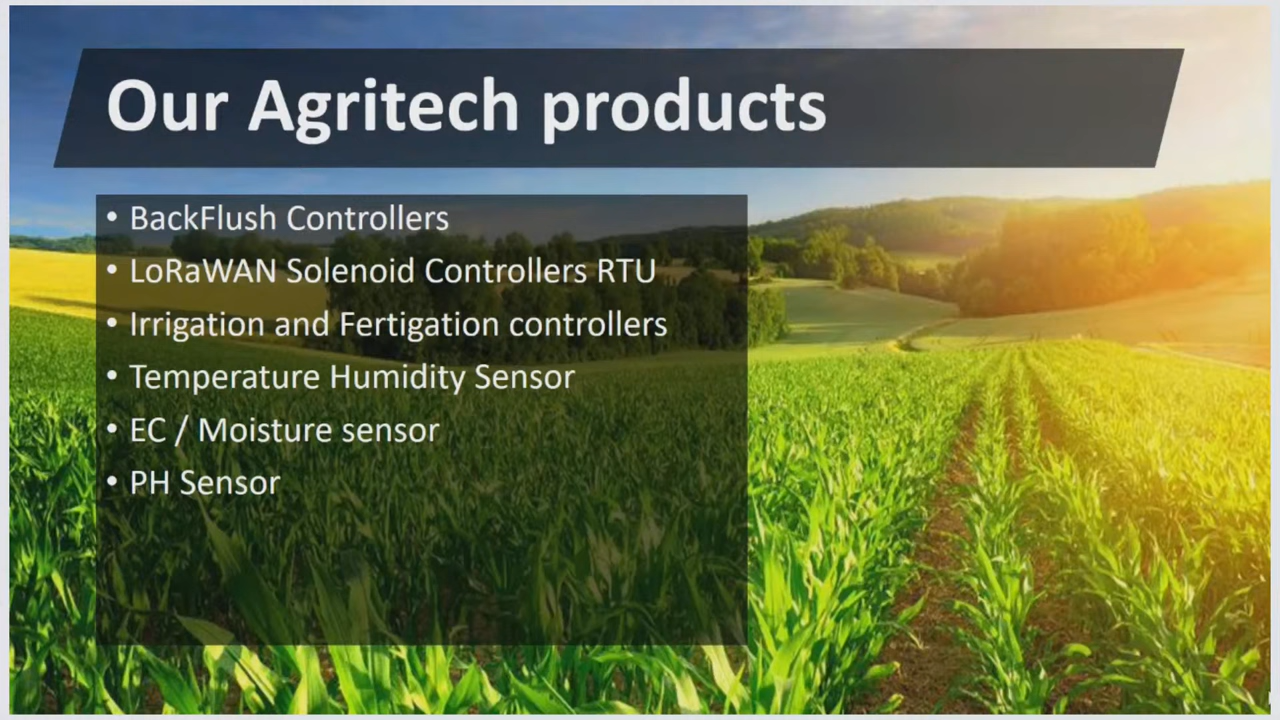 Our Agritech products
• BackFlush Controllers
• LoRaWAN Solenoid Controllers RTU
• Irrigation and Fertigation controllers
• Temperature Humidity Sensor
• EC / Moisture sensor
• PH Sensor